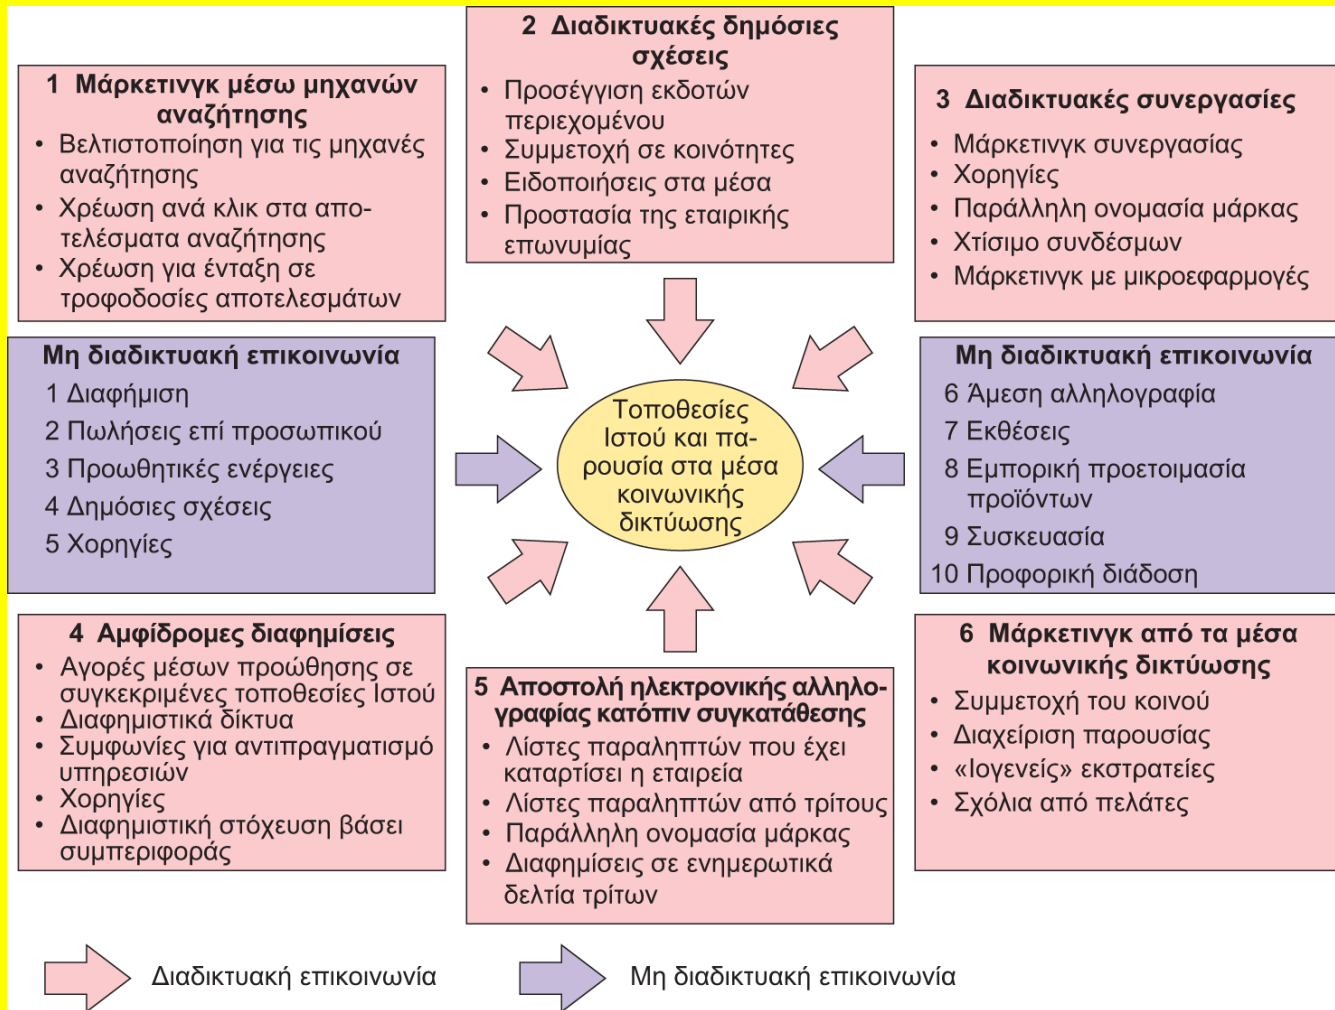 1 Μάρκετινγκ μέσω μηχανών
αναζήτησης
• Βελτιστοποίηση για τις μηχανές
αναζήτησης
• Χρέωση ανά κλικ στα απο-
τελέσματα αναζήτησης
• Χρέωση για ένταξη σε
τροφοδοσίες αποτελεσμάτων
2 Διαδικτυακές δημόσιες
σχέσεις
• Προσέγγιση εκδοτών
περιεχομένου
• Συμμετοχή σε κοινότητες
• Ειδοποιήσεις στα μέσα
• Προστασία της εταιρικής
επωνυμίας
3 Διαδικτυακές συνεργασίες
• Μάρκετινγκ συνεργασίας
• Χορηγίες
• Παράλληλη ονομασία μάρκας
• Χτίσιμο συνδέσμων
• Μάρκετινγκ με μικροεφαρμογές
Μη διαδικτυακή επικοινωνία
1 Διαφήμιση
2 Πωλήσεις επί προσωπικού
3 Προωθητικές ενέργειες
4 Δημόσιες σχέσεις
5 Χορηγίες
Τοποθεσίες
Ιστού και πα-
ρουσία στα μέσα
κοινωνικής
δικτύωσης
Μη διαδικτυακή επικοινωνία
6 Άμεση αλληλογραφία
7 Εκθέσεις
8 Εμπορική προετοιμασία
προϊόντων
9 Συσκευασία
10 Προφορική διάδοση
4 Αμφίδρομες διαφημίσεις
• Αγορές μέσων προώθησης σε
συγκεκριμένες τοποθεσίες Ιστού
• Διαφημιστικά δίκτυα
• Συμφωνίες για αντιπραγματισμό
υπηρεσιών
• Χορηγίες
• Διαφημιστική στόχευση βάσει
συμπεριφοράς
5 Αποστολή ηλεκτρονικής αλληλο-
γραφίας κατόπιν συγκατάθεσης
• Λίστες παραληπτών που έχει
καταρτίσει η εταιρεία
• Λίστες παραληπτών από τρίτους
• Παράλληλη ονομασία μάρκας
• Διαφημίσεις σε ενημερωτικά
δελτία τρίτων
6 Μάρκετινγκ από τα μέσα
κοινωνικής δικτύωσης
• Συμμετοχή του κοινού
• Διαχείριση παρουσίας
• «Ιογενείς» εκστρατείες
• Σχόλια από πελάτες
Διαδικτυακή επικοινωνία
Μη διαδικτυακή επικοινωνία